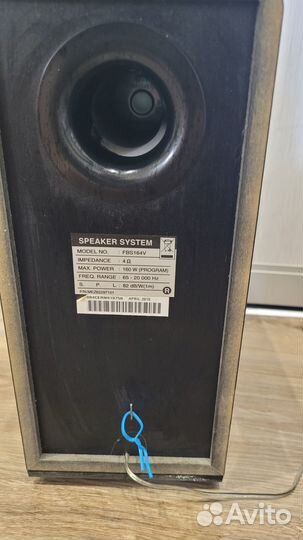 SPEAKER SYSTEM
MODEL NO. : FBS164V
IMPEDANCE : 4 Ω
MAX. POWER : 160 W (PROGRAM)
FREQ. RANGE : 65 - 20 000 Hz
S. P. L : 82 dB/W(1m)
R
APRIL. 2013
Avito